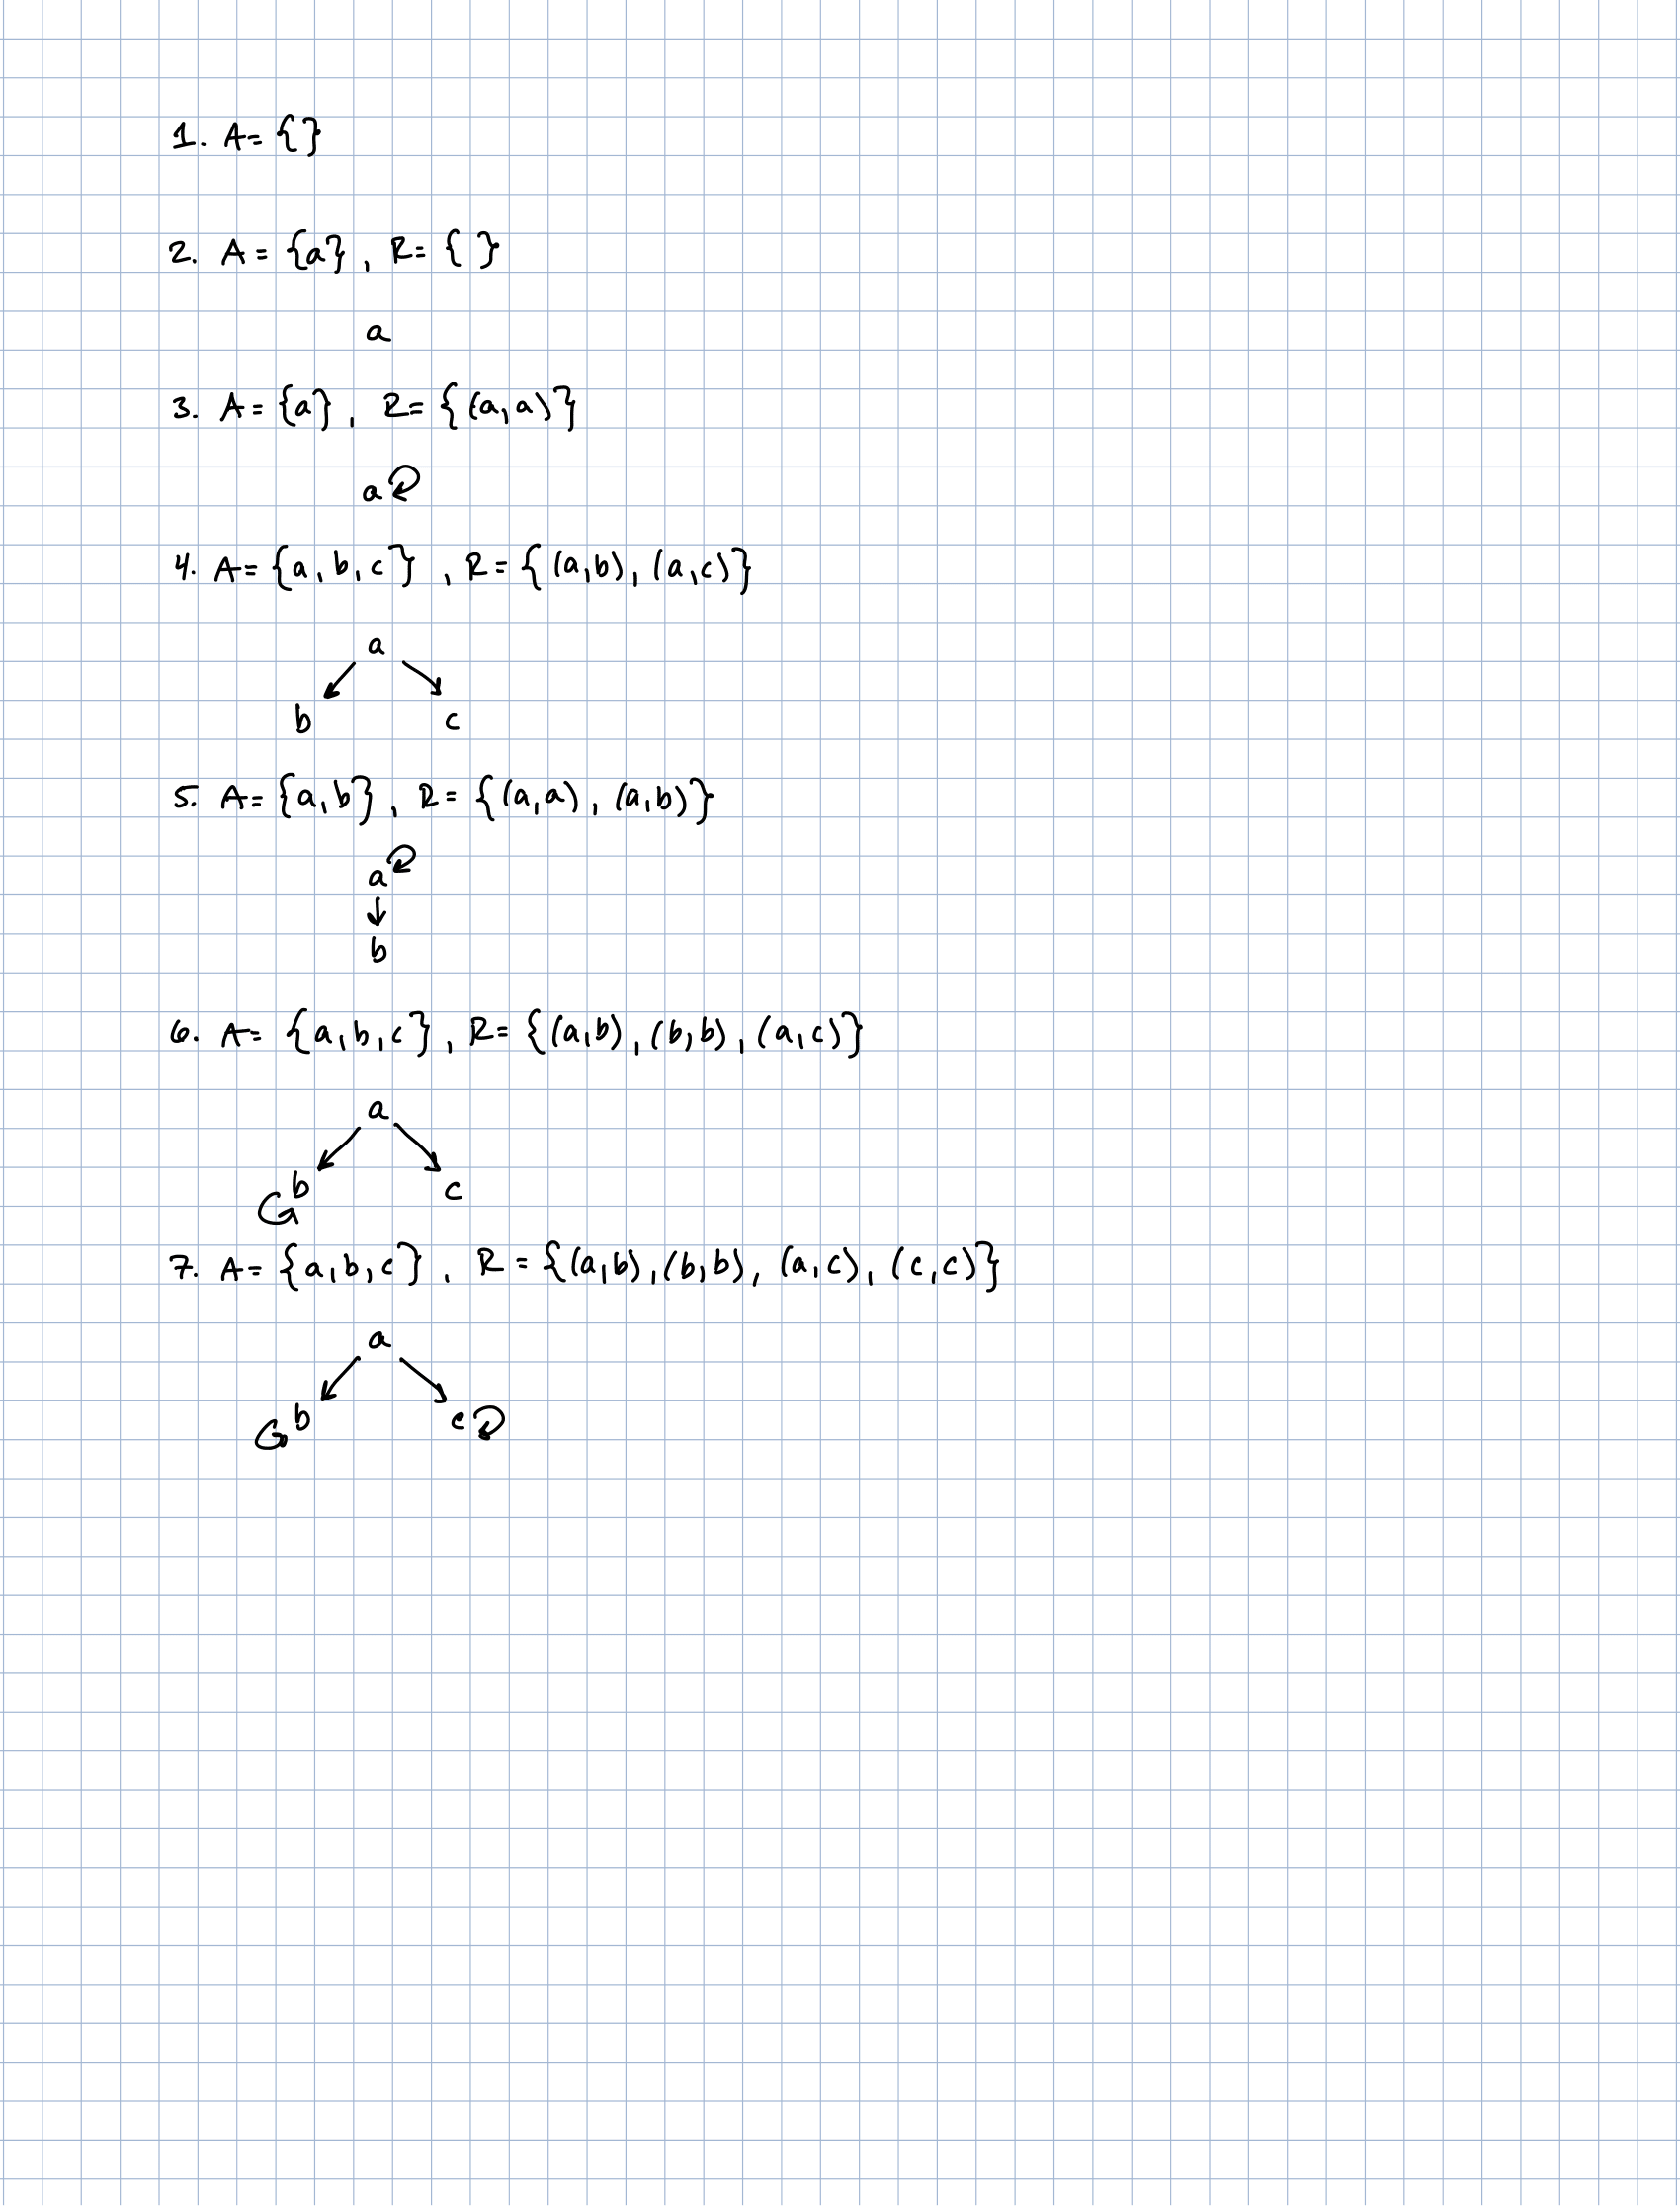 1. A= {}
2. A = {a}, R= { }
a
3. A= {a}, R= {(a,a)}
a
4. A= {a,b,c}, R= {(a,b), (a,c)}
a
b c
5. A= {a,b}, R= {(a,a), (a,b)}
a
b
6. A= {a,b,c}, R= {(a,b), (b,b), (a,c)}
a
b c
7. A= {a,b,c}, R = {(a,b), (b,b), (a,c), (c,c)}
a
b c